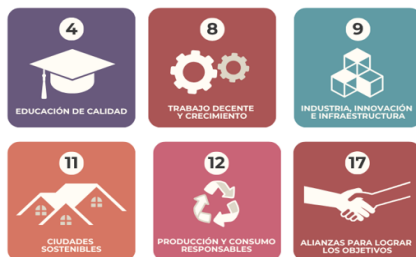 4
EDUCACIÓN DE CALIDAD
8
TRABAJO DECENTE
Y CRECIMIENTO
9
INDUSTRIA, INNOVACIÓN
E INFRAESTRUCTURA
11
CIUDADES
SOSTENIBLES
12
PRODUCCIÓN Y CONSUMO
RESPONSABLES
17
ALIANZAS PARA LOGRAR
LOS OBJETIVOS